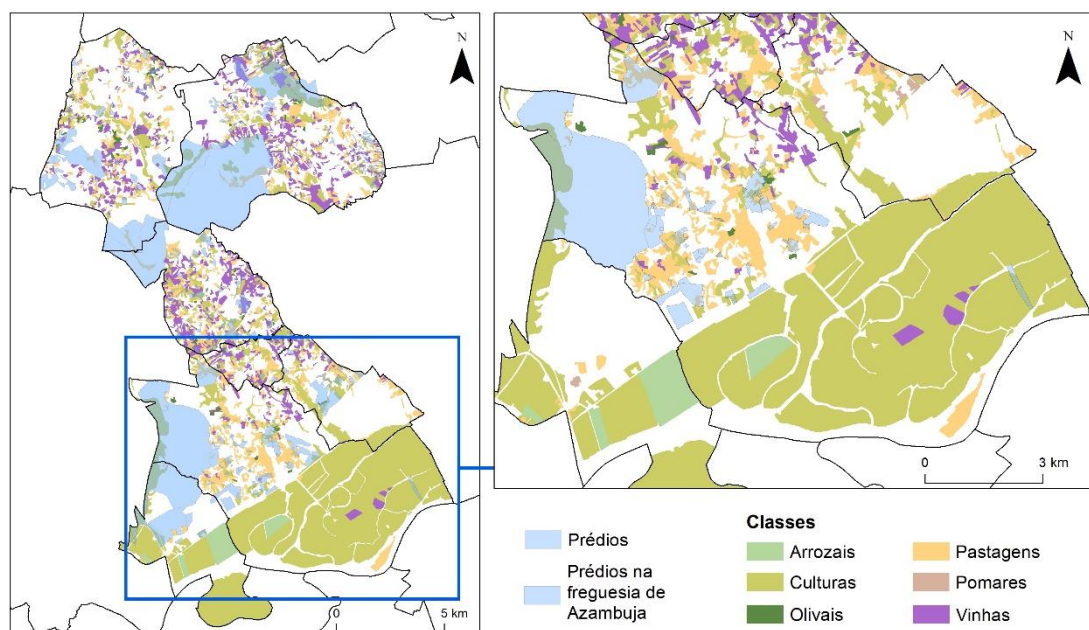 N
N
0
5 km
0
3 km
Prédios
Prédios na
freguesia de
Azambuja
Classes
Arrozais
Culturas
Olivais
Pastagens
Pomares
Vinhas